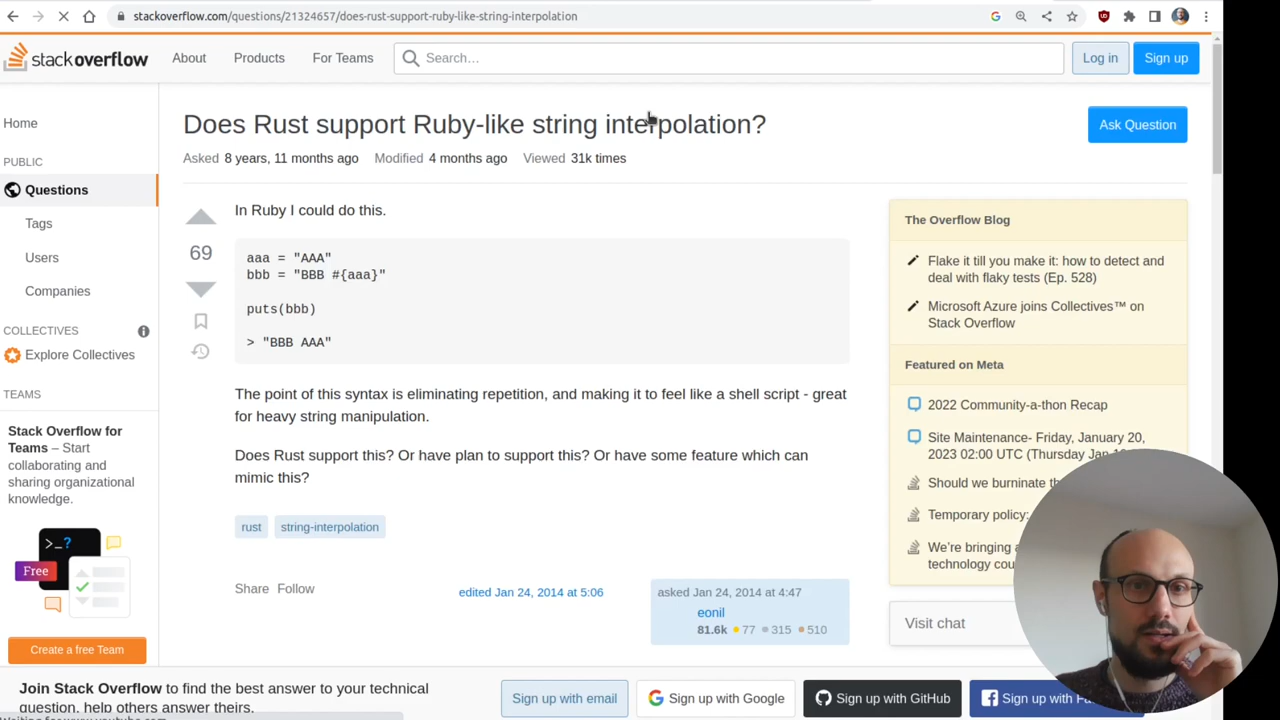 stackoverflow.com/questions/21324657/does-rust-support-ruby-like-string-interpolation
stackoverflow
About
Products
For Teams
Search…
Log in
Sign up
Home
PUBLIC
Questions
Tags
Users
Companies
COLLECTIVES
Explore Collectives
TEAMS
Stack Overflow for
Teams – Start
collaborating and
sharing organizational
knowledge.
>_?
Free
Create a free Team
Does Rust support Ruby-like string interpolation?
Ask Question
Asked 8 years, 11 months ago Modified 4 months ago Viewed 31k times
69
In Ruby I could do this.
aaa = "AAA"
bbb = "BBB #{aaa}"
puts(bbb)
> "BBB AAA"
The point of this syntax is eliminating repetition, and making it to feel like a shell script - great
for heavy string manipulation.
Does Rust support this? Or have plan to support this? Or have some feature which can
mimic this?
rust
string-interpolation
Share Follow
edited Jan 24, 2014 at 5:06
asked Jan 24, 2014 at 4:47
eonil
81.6k 77 315 510
The Overflow Blog
Flake it till you make it: how to detect and
deal with flaky tests (Ep. 528)
Microsoft Azure joins Collectives™ on
Stack Overflow
Featured on Meta
2022 Community-a-thon Recap
Site Maintenance- Friday, January 20,
2023 02:00 UTC (Thursday Jan
Should we burninate
Temporary policy:
We're bringing
technology
Visit chat
Join Stack Overflow to find the best answer to your technical
question, help others answer theirs.
Sign up with email
Sign up with Google
Sign up with GitHub
Sign up with